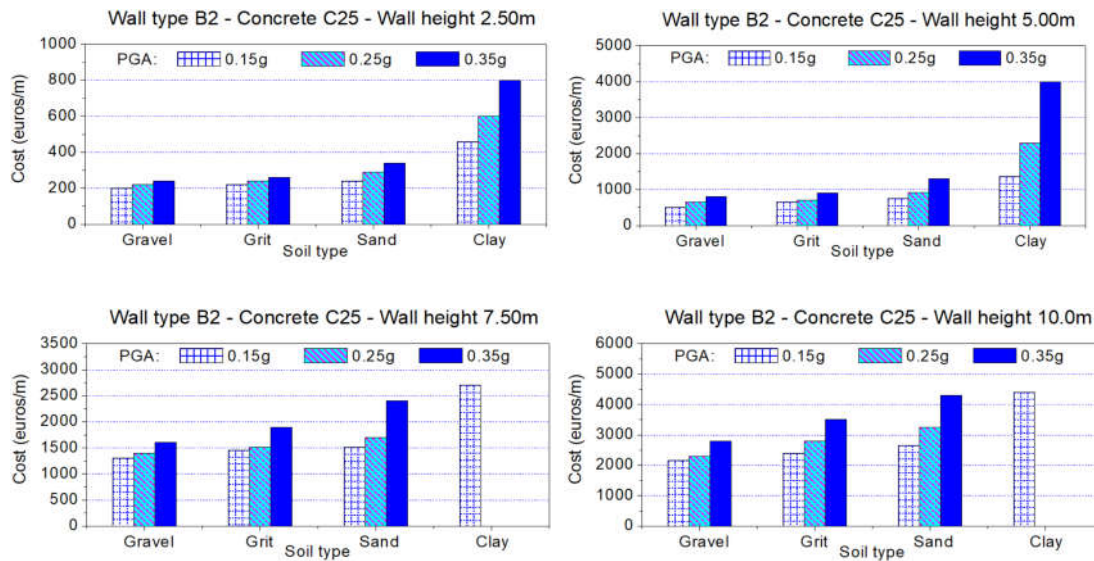 Wall type B2 - Concrete C25 - Wall height 2.50m
1000
800
600
400
200
0
Cost (euros/m)
PGA: 0.15g 0.25g 0.35g
Gravel Grit Sand Clay
Soil type
Wall type B2 - Concrete C25 - Wall height 5.00m
5000
4000
3000
2000
1000
0
Cost (euros/m)
PGA: 0.15g 0.25g 0.35g
Gravel Grit Sand Clay
Soil type
Wall type B2 - Concrete C25 - Wall height 7.50m
3500
3000
2500
2000
1500
1000
500
0
Cost (euros/m)
PGA: 0.15g 0.25g 0.35g
Gravel Grit Sand Clay
Soil type
Wall type B2 - Concrete C25 - Wall height 10.0m
6000
5000
4000
3000
2000
1000
0
Cost (euros/m)
PGA: 0.15g 0.25g 0.35g
Gravel Grit Sand Clay
Soil type